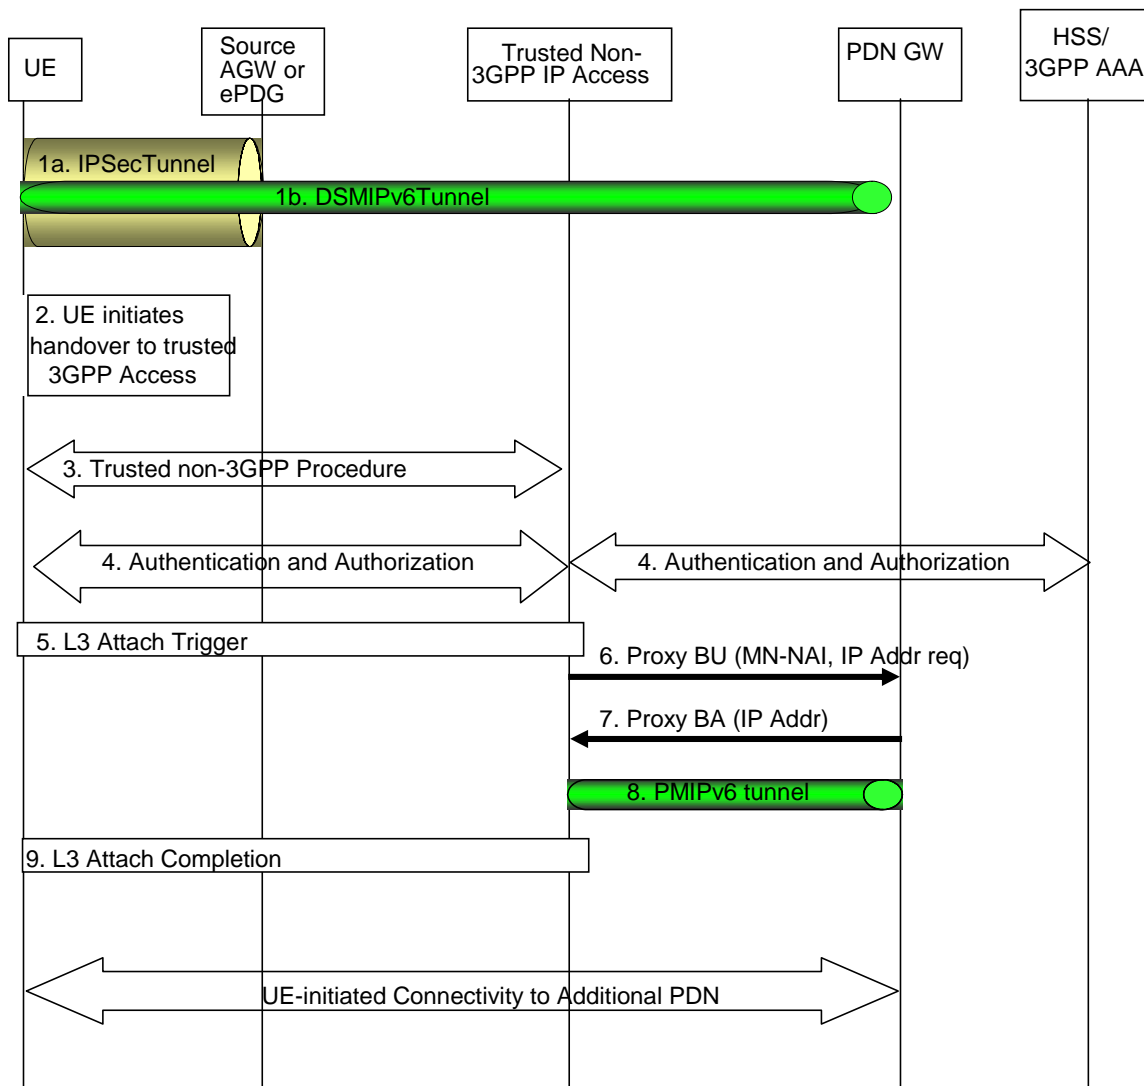 UE
Source
AGW or
ePDG
Trusted Non-
3GPP IP Access
PDN GW
HSS/
3GPP AAA
1a. IPSecTunnel
1b. DSMIPv6Tunnel
2. UE initiates
handover to trusted
3GPP Access
3. Trusted non-3GPP Procedure
4. Authentication and Authorization
4. Authentication and Authorization
5. L3 Attach Trigger
6. Proxy BU (MN-NAI, IP Addr req)
7. Proxy BA (IP Addr)
8. PMIPv6 tunnel
9. L3 Attach Completion
UE-initiated Connectivity to Additional PDN